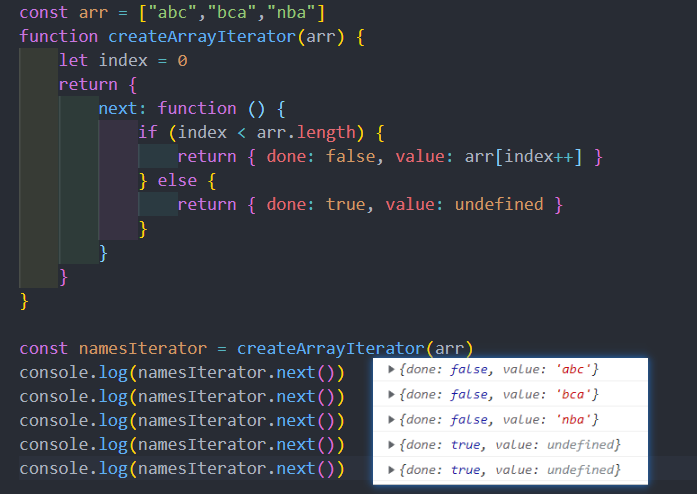 const arr = ["abc","bca","nba"]
function createArrayIterator(arr) {
    let index = 0
    return {
        next: function () {
            if (index < arr.length) {
                return { done: false, value: arr[index++] }
            } else {
                return { done: true, value: undefined }
            }
        }
    }
}

const namesIterator = createArrayIterator(arr)
console.log(namesIterator.next())
console.log(namesIterator.next())
console.log(namesIterator.next())
console.log(namesIterator.next())
console.log(namesIterator.next())
▶{done: false, value: 'abc'}
▶{done: false, value: 'bca'}
▶{done: false, value: 'nba'}
▶{done: true, value: undefined}
▶{done: true, value: undefined}